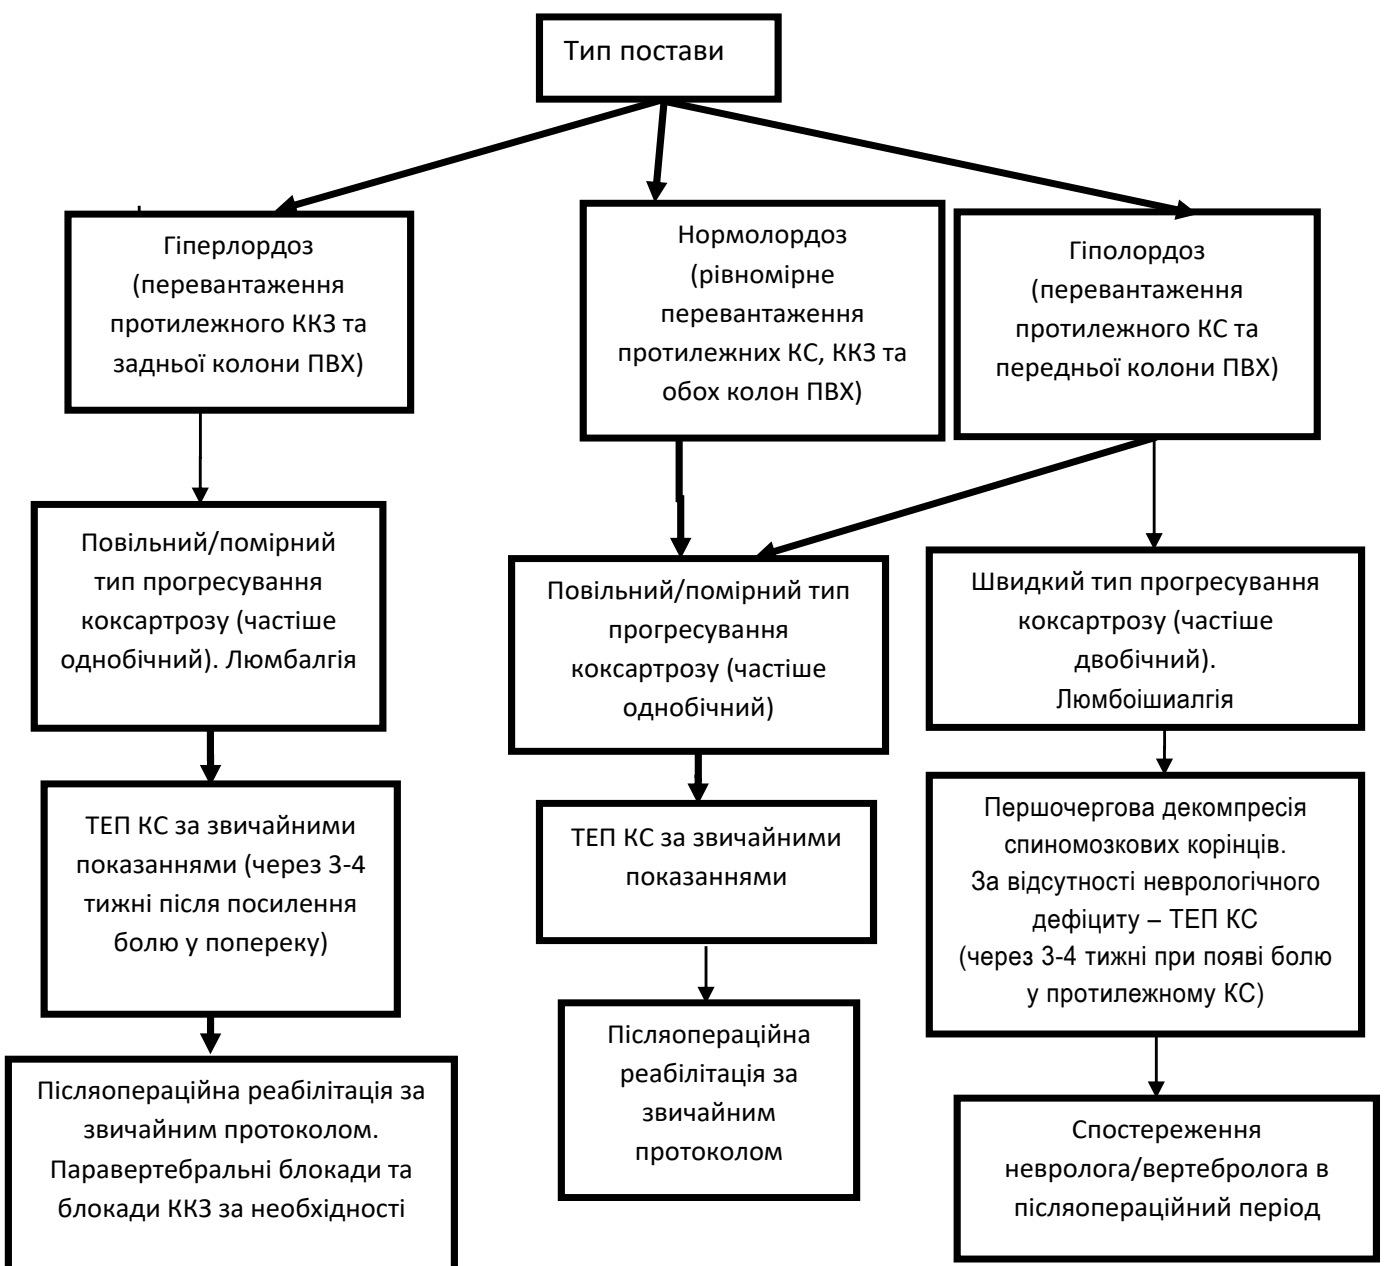 Тип постави
Гіперлордоз
(перевантаження
протилежного ККЗ та
задньої колони ПВХ)
Нормолордоз
(рівномірне
перевантаження
протилежних КС, ККЗ та
обох колон ПВХ)
Гіполордоз
(перевантаження
протилежного КС та
передньої колони ПВХ)
Повільний/помірний
тип прогресування
коксартрозу (частіше
однобічний). Люмбалгія
Повільний/помірний тип
прогресування
коксартрозу (частіше
однобічний)
Швидкий тип прогресування
коксартрозу (частіше
двобічний).
Люмбоішиалгія
ТЕП КС за звичайними
показаннями (через 3-4
тижні після посилення
болю у попереку)
ТЕП КС за звичайними
показаннями
Першочергова декомпресія
спиномозкових корінців.
За відсутності неврологічного
дефіциту – ТЕП КС
(через 3-4 тижні при появі болю
у протилежному КС)
Післяопераційна реабілітація за
звичайним протоколом.
Паравертебральні блокади та
блокади ККЗ за необхідності
Післяопераційна
реабілітація за
звичайним
протоколом
Спостереження
невролога/вертебролога в
післяопераційний період